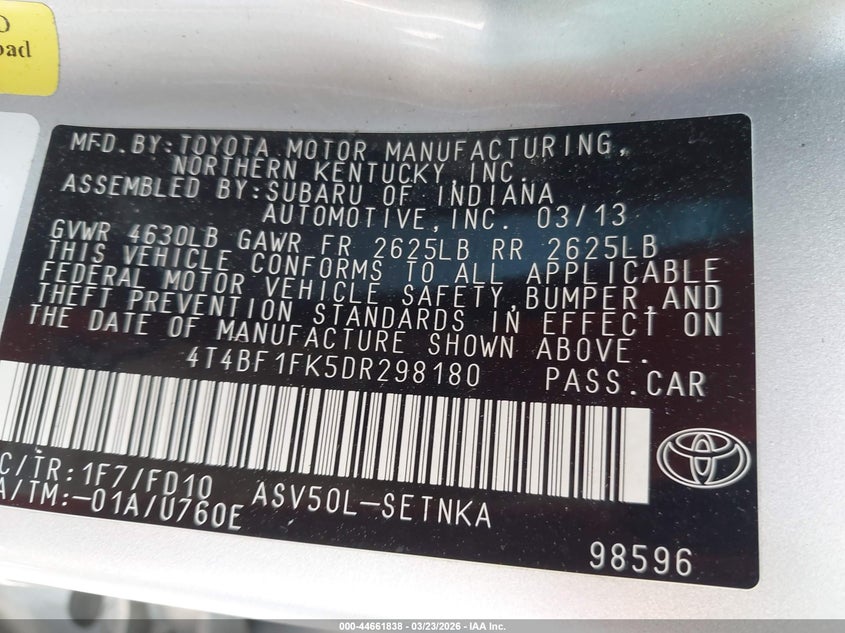 oad
MFD.BY:TOYOTA MOTOR MANUFACTURING,
NORTHERN KENTUCKY,INC.
ASSEMBLED BY:SUBARU OF INDIANA
AUTOMOTIVE,INC. 03/13
GVWR 4630LB GAWR FR 2625LB RR 2625LB
THIS VEHICLE CONFORMS TO ALL APPLICABLE
FEDERAL MOTOR VEHICLE SAFETY,BUMPER,AND
THEFT PREVENTION STANDARDS IN EFFECT ON
THE DATE OF MANUFACTURE SHOWN ABOVE.
4T4BF1FK5DR298180 PASS.CAR
C/TR:1F7/FD10 ASV50L-SETNKA
A/TM:-01A/U760E
98596
000-44661838 - 03/23/2026 - IAA Inc.